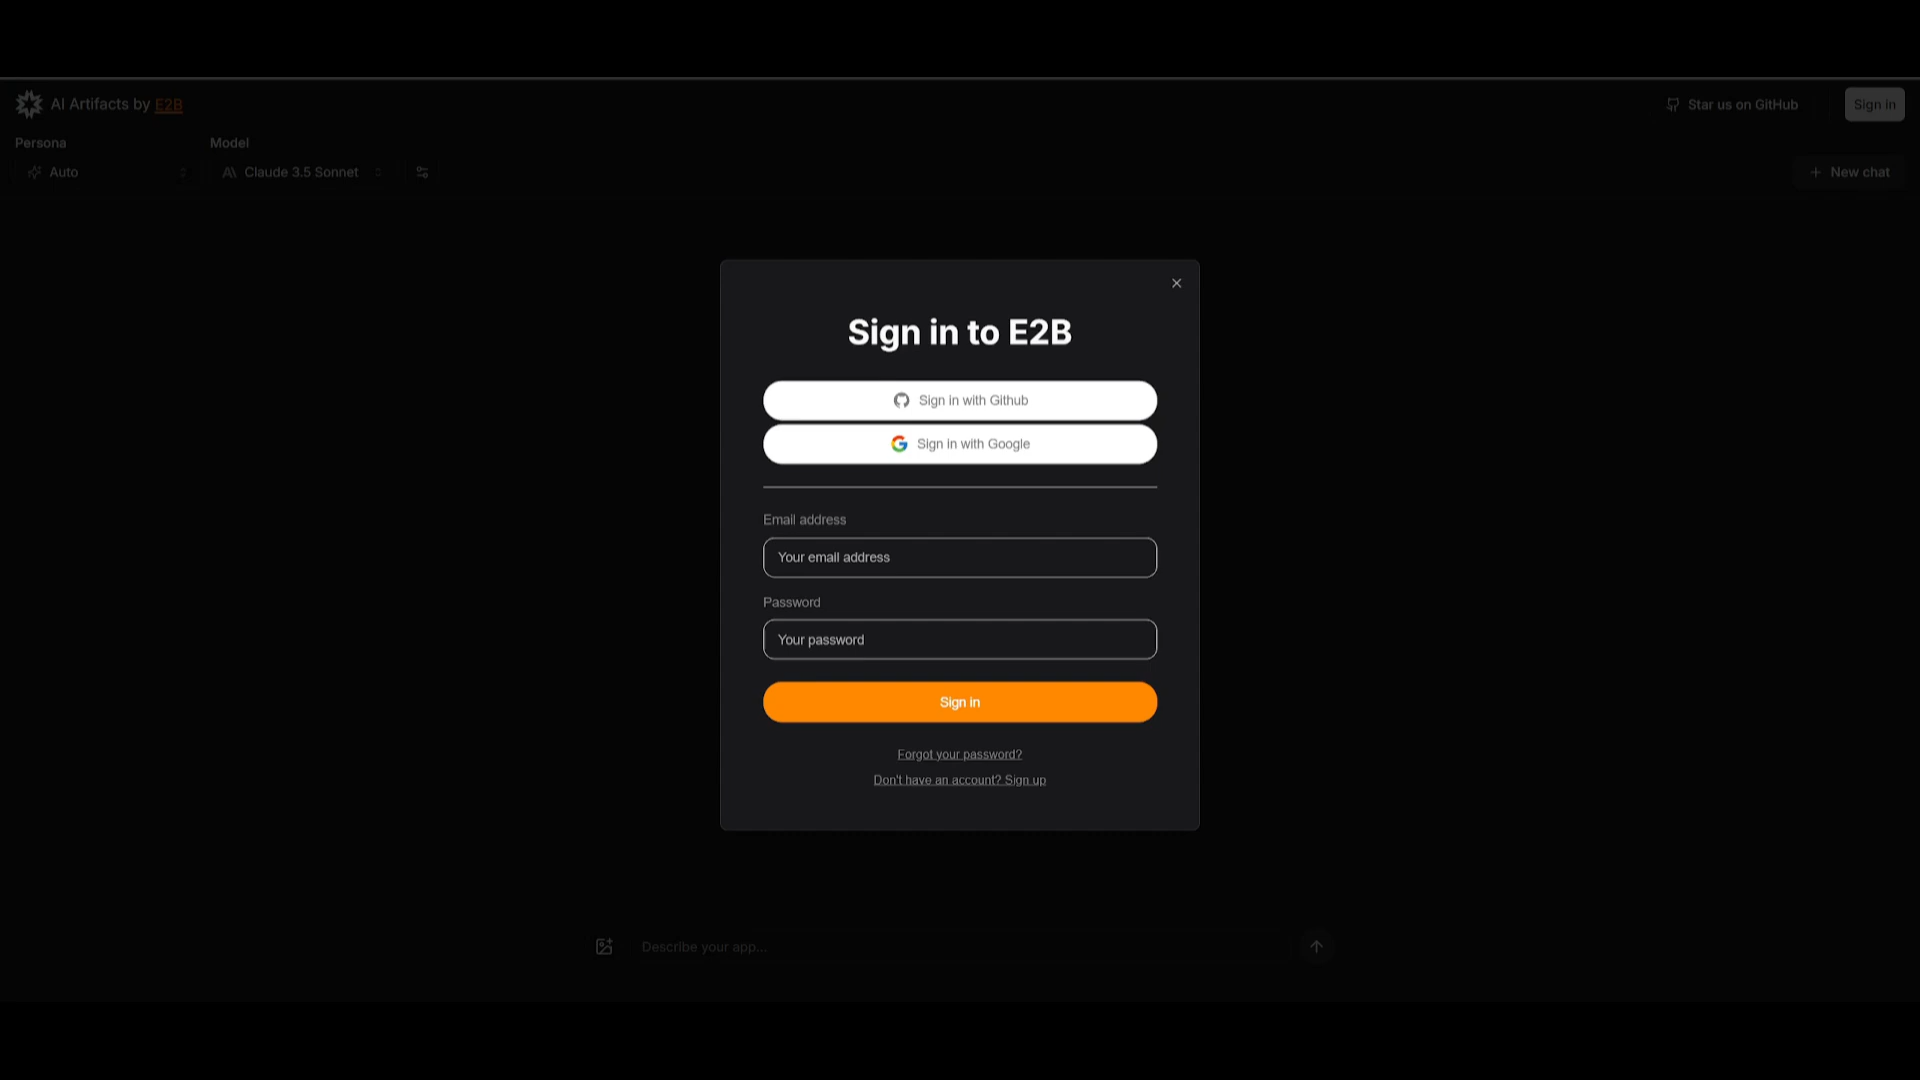 AI Artifacts by E2B
Star us on GitHub
Sign in
Persona
Model
Auto
Claude 3.5 Sonnet
New chat
Sign in to E2B
Sign in with Github
Sign in with Google
Email address
Your email address
Password
Your password
Sign in
Forgot your password?
Don't have an account? Sign up
Describe your app...